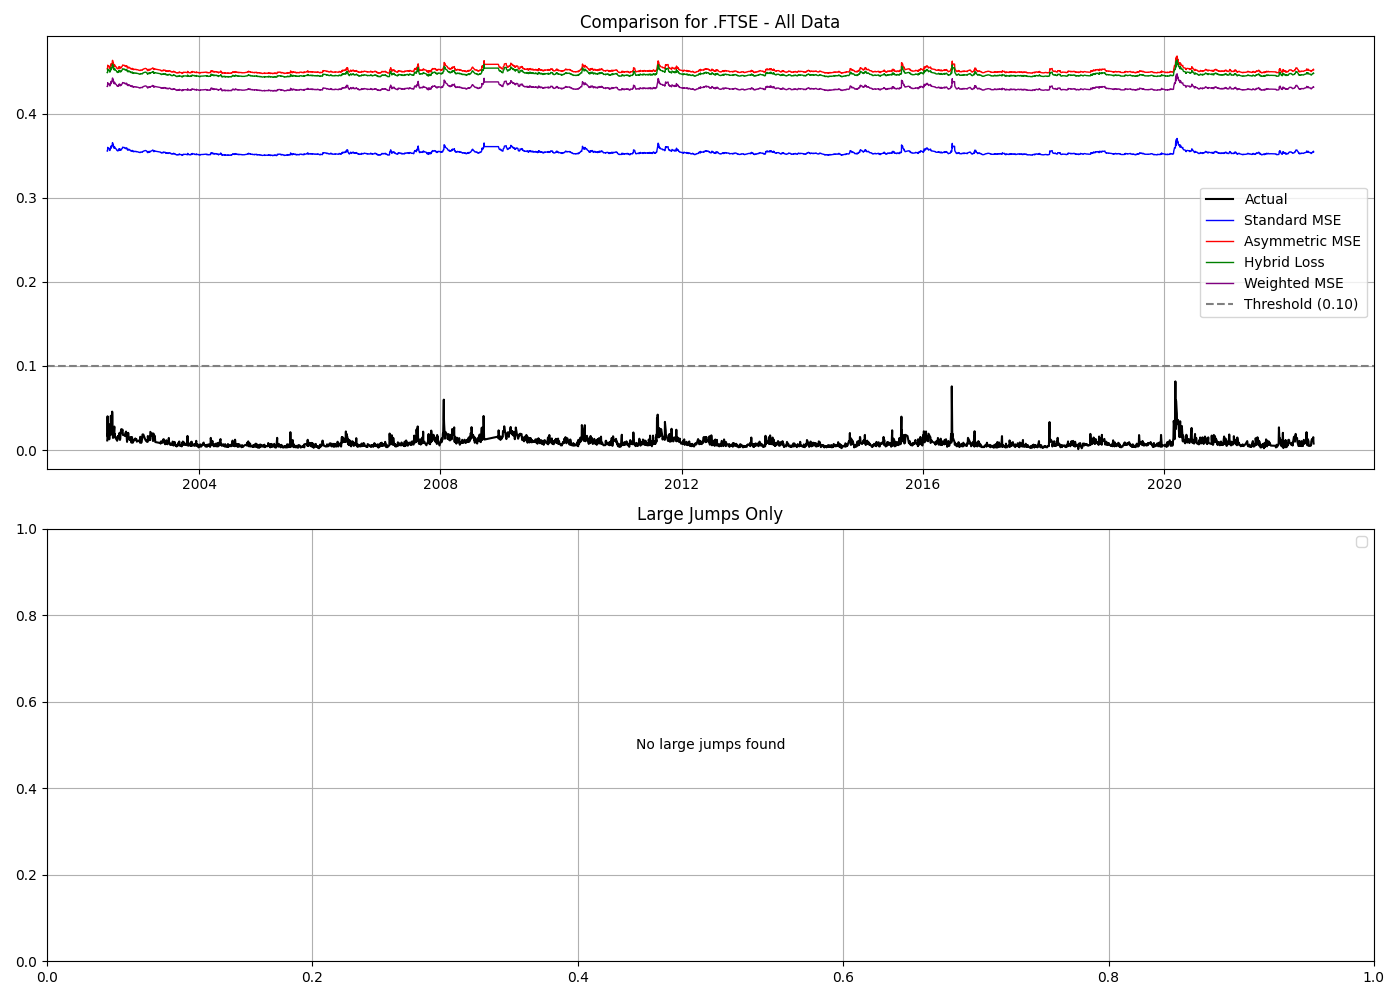 Comparison for .FTSE - All Data
0.4
0.3
0.2
0.1
0.0
Actual
Standard MSE
Asymmetric MSE
Hybrid Loss
Weighted MSE
Threshold (0.10)
2004 2008 2012 2016 2020
Large Jumps Only
1.0
0.8
0.6
0.4
0.2
0.0
No large jumps found
0.0 0.2 0.4 0.6 0.8 1.0